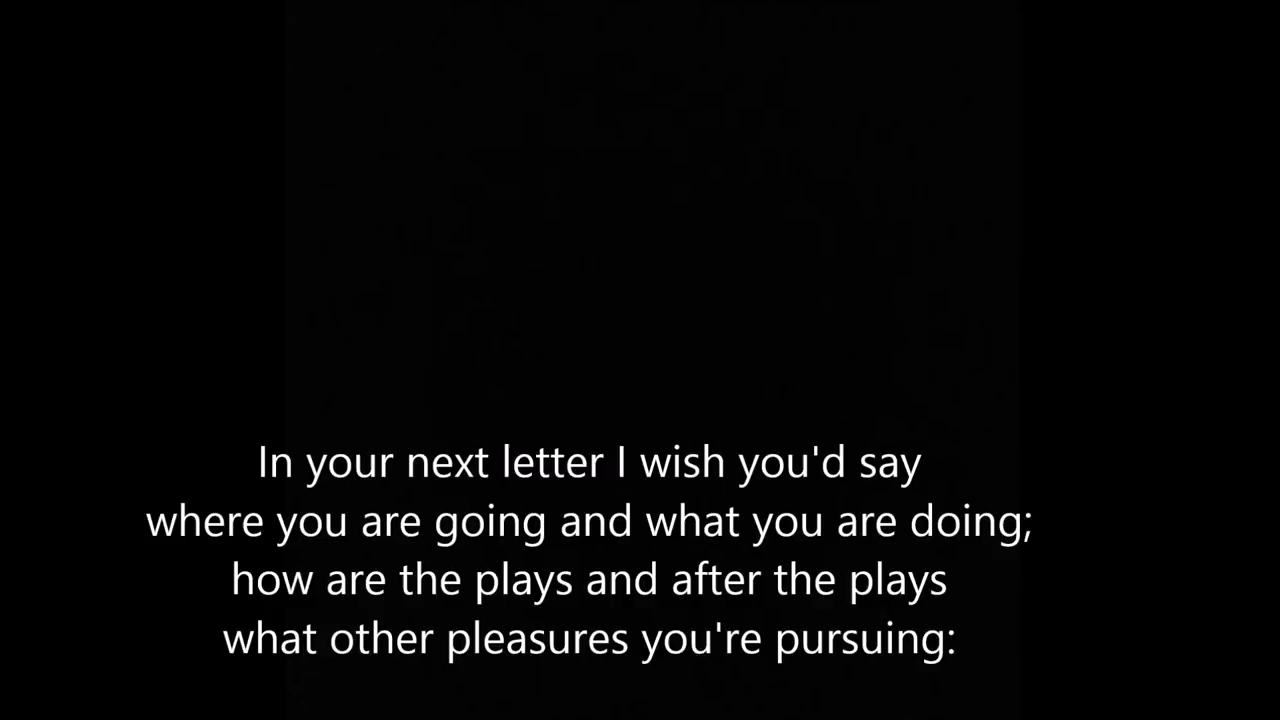 In your next letter I wish you'd say
where you are going and what you are doing;
how are the plays and after the plays
what other pleasures you're pursuing: